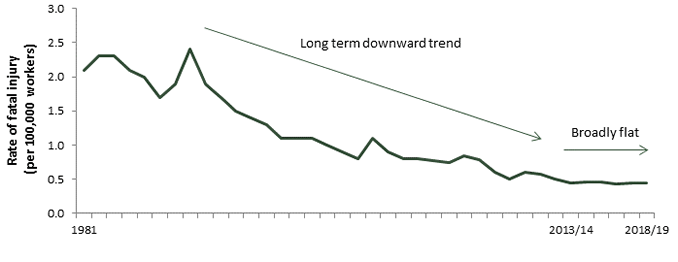 Rate of fatal injury
(per 100,000 workers)
3.0
2.5
2.0
1.5
1.0
0.5
0.0
Long term downward trend
Broadly flat
1981
2013/14
2018/19